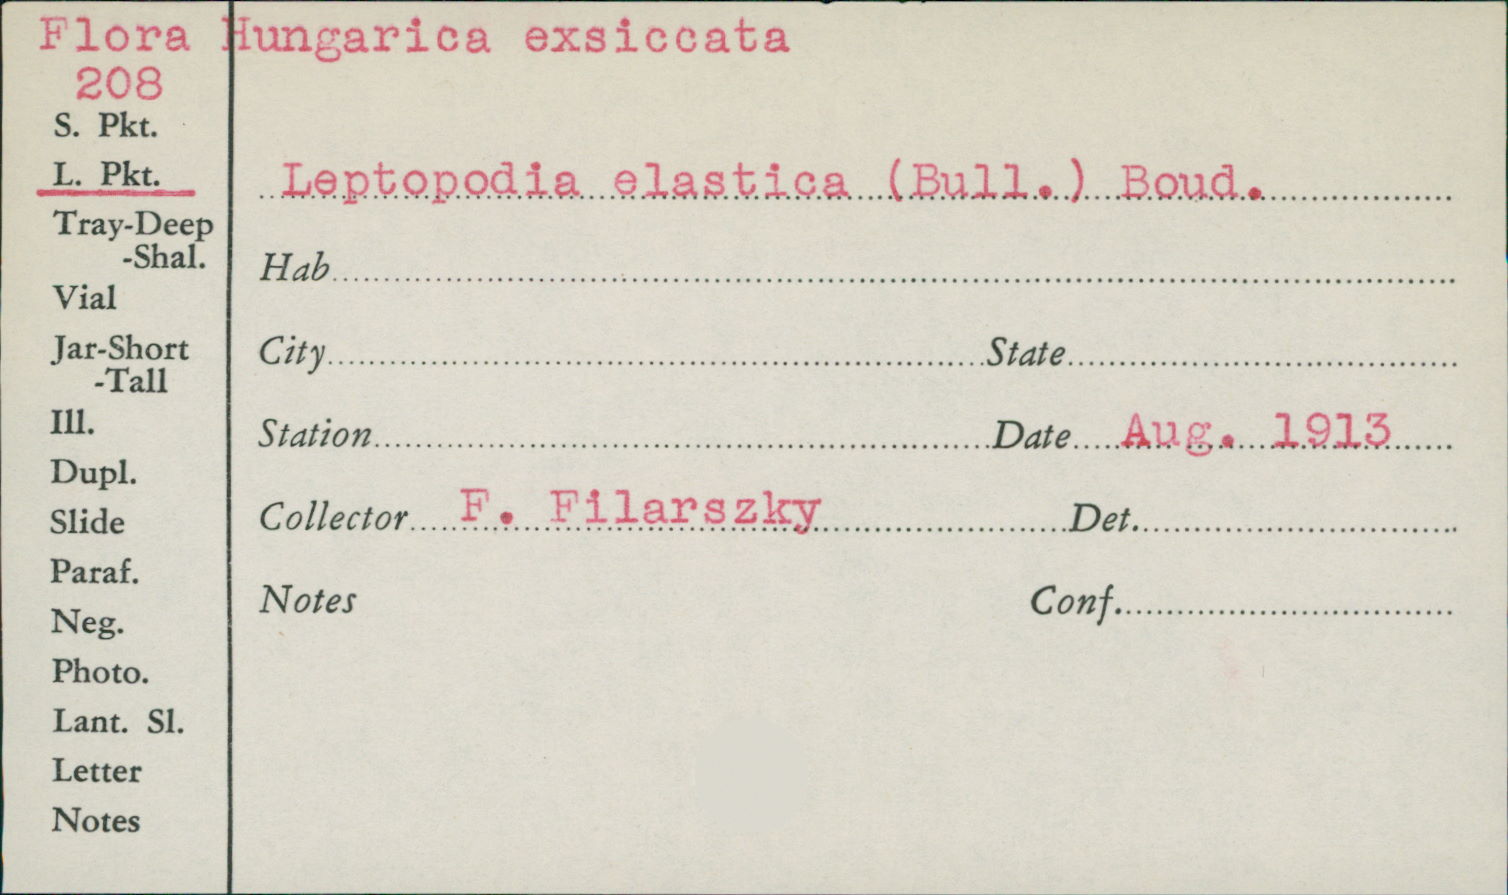 Flora Hungarica exsiccata
208
S. Pkt.
L. Pkt.
Leptopodia elastica (Bull.) Boud.
Tray-Deep
-Shal.
Hab
Vial
Jar-Short
-Tall
City State
Ill.
Station Date Aug. 1913
Dupl.
Slide
Collector F. Filarszky Det.
Paraf.
Notes Conf.
Neg.
Photo.
Lant. Sl.
Letter
Notes